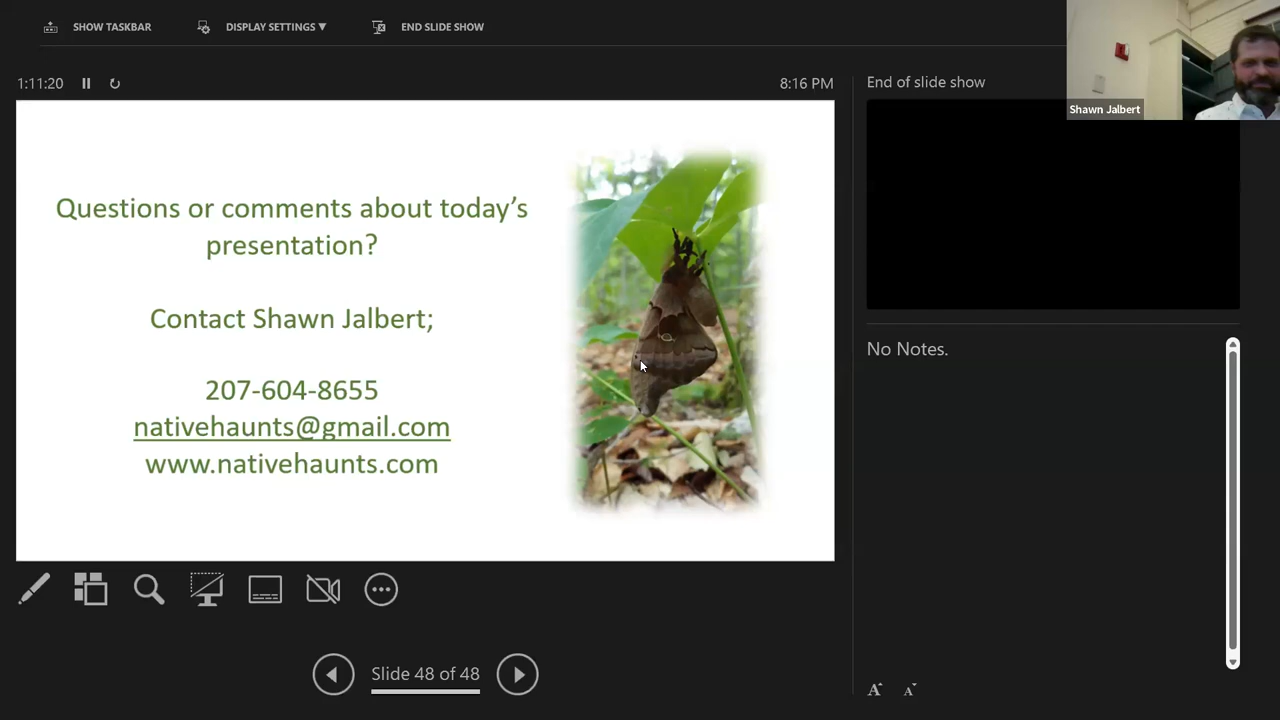 SHOW TASKBAR
DISPLAY SETTINGS ▼
END SLIDE SHOW
1:11:20
8:16 PM
End of slide show
Shawn Jalbert
Questions or comments about today's
presentation?
Contact Shawn Jalbert;
207-604-8655
nativehaunts@gmail.com
www.nativehaunts.com
No Notes.
Slide 48 of 48
A A